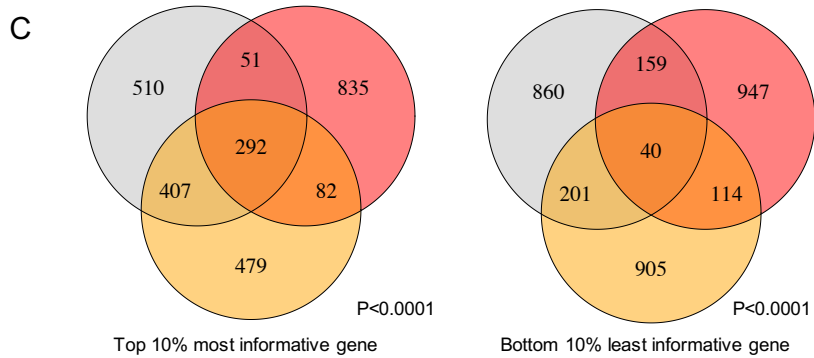 C
51
510
835
292
407
82
479
P<0.0001
Top 10% most informative gene
159
860
947
40
201
114
905
P<0.0001
Bottom 10% least informative gene